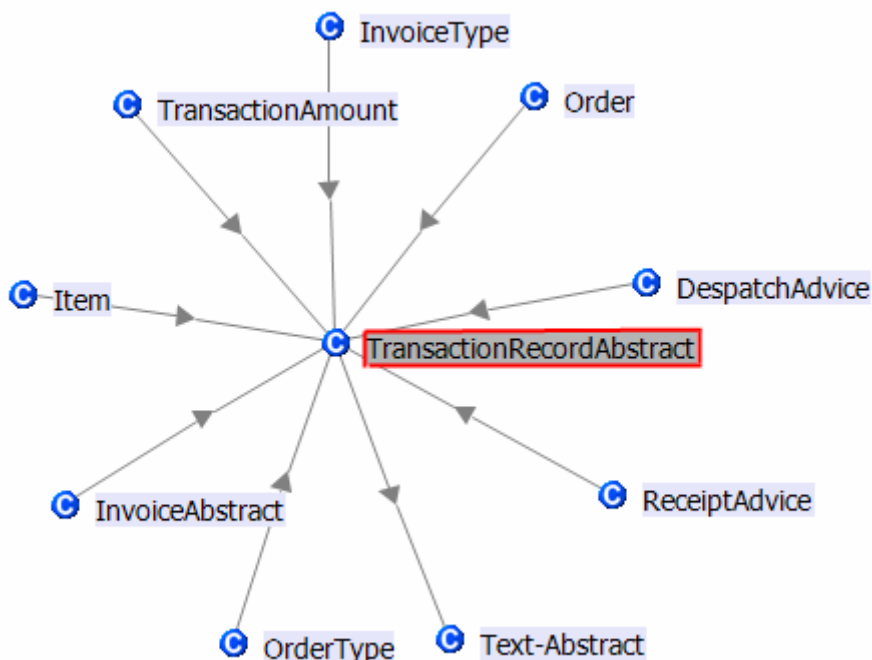 InvoiceType
TransactionAmount
Order
Item
DespatchAdvice
TransactionRecordAbstract
InvoiceAbstract
ReceiptAdvice
OrderType
Text-Abstract